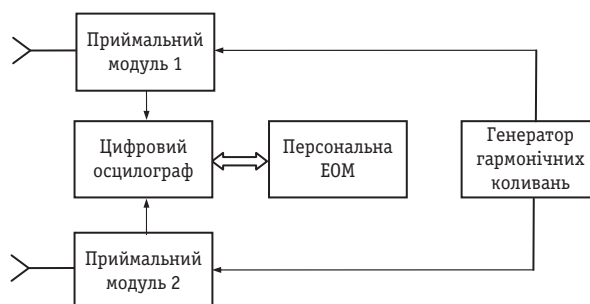 Приймальний
модуль 1
Цифровий
осцилограф
Персональна
ЕОМ
Генератор
гармонічних
коливань
Приймальний
модуль 2